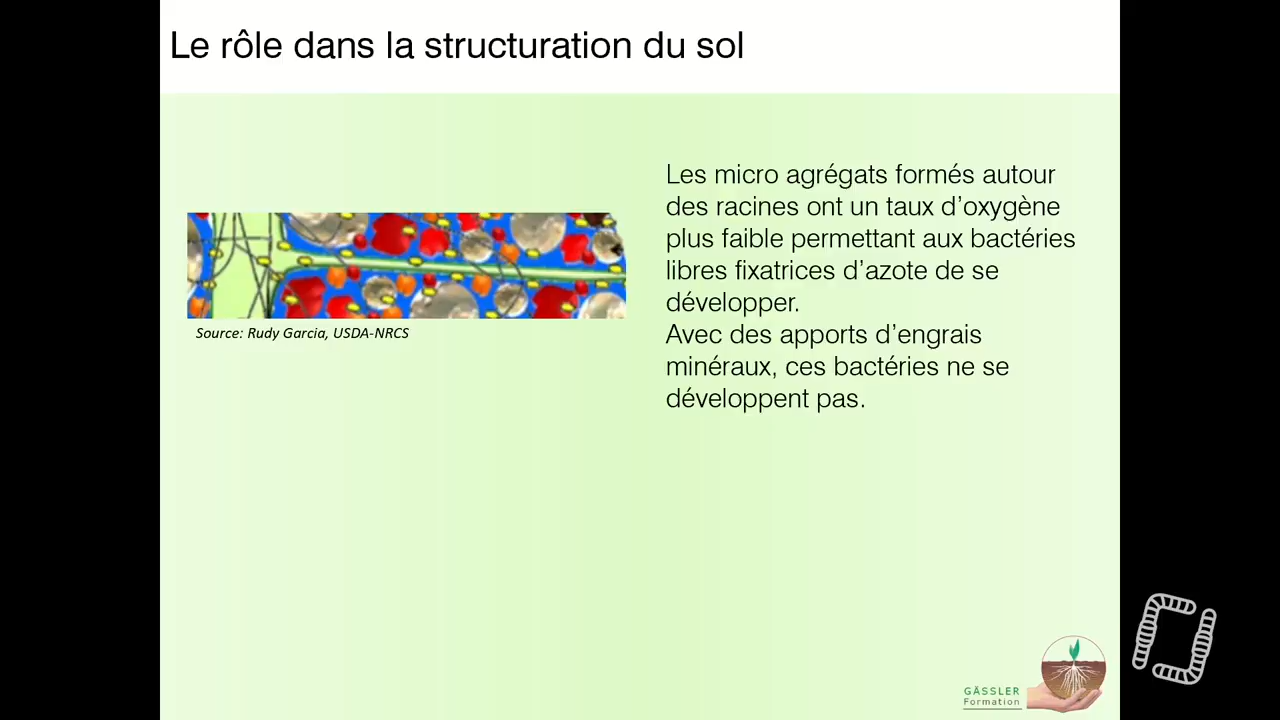 Le rôle dans la structuration du sol
Les micro agrégats formés autour
des racines ont un taux d’oxygène
plus faible permettant aux bactéries
libres fixatrices d’azote de se
développer.
Avec des apports d’engrais
minéraux, ces bactéries ne se
développent pas.
Source: Rudy Garcia, USDA-NRCS
GÄSSLER
Formation